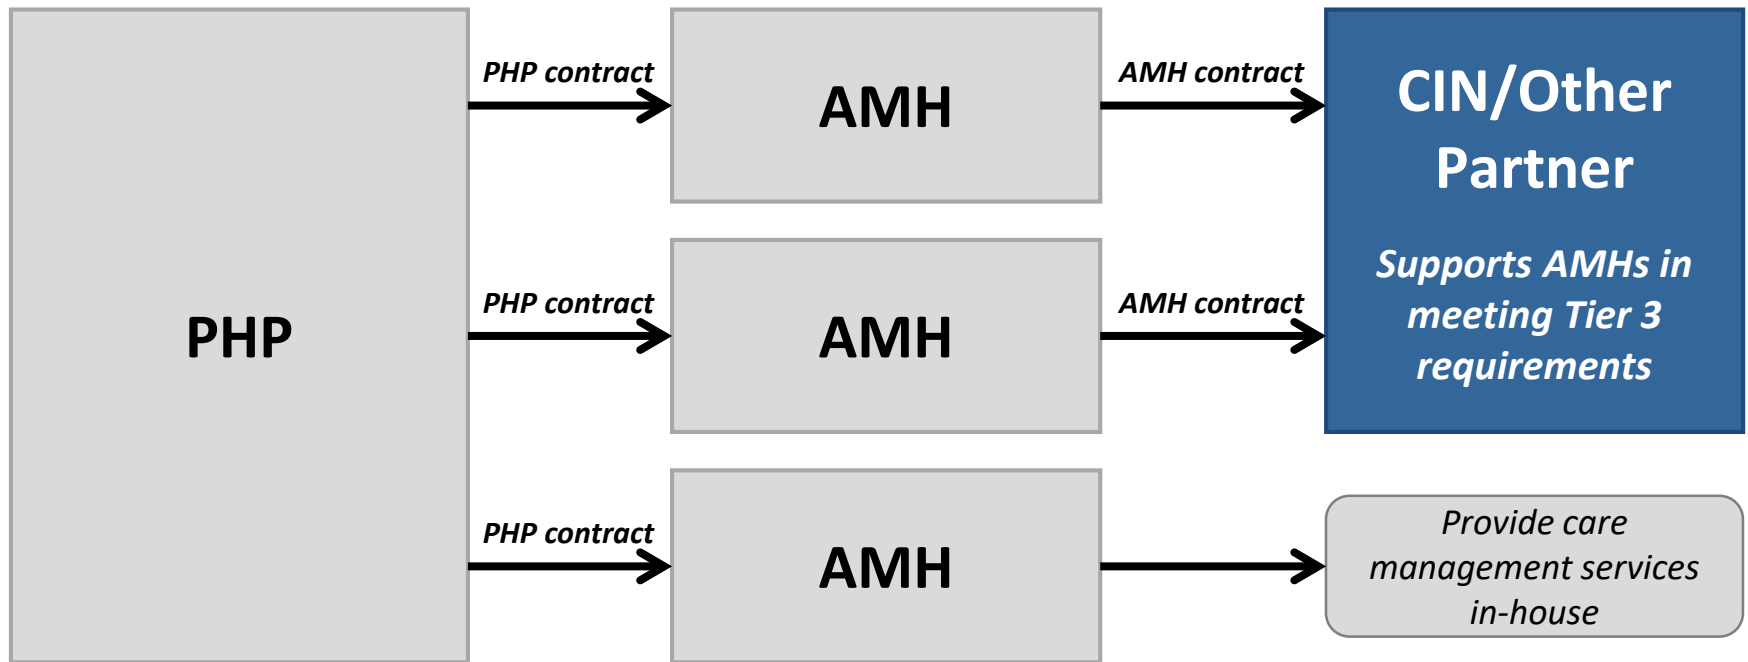 PHP
PHP contract
AMH
AMH contract
PHP contract
AMH
AMH contract
PHP contract
AMH
CIN/Other
Partner
Supports AMHs in
meeting Tier 3
requirements
Provide care
management services
in-house